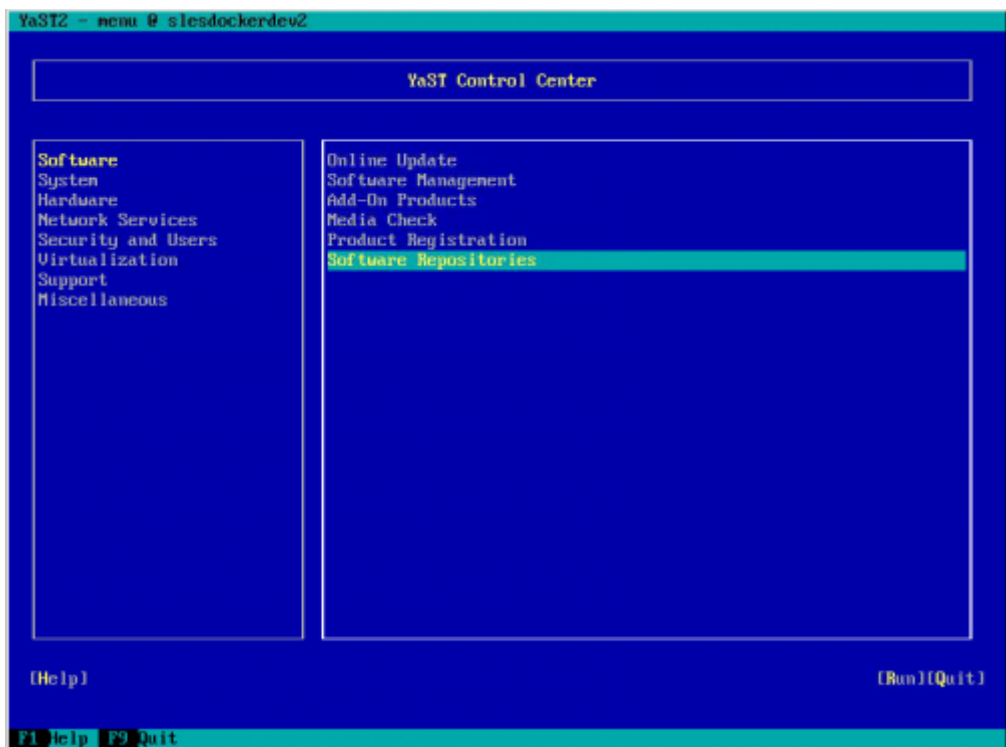 YaST2 - menu @ slesdockerdev2
YaST Control Center
Software
System
Hardware
Network Services
Security and Users
Virtualization
Support
Miscellaneous
Online Update
Software Management
Add-On Products
Media Check
Product Registration
Software Repositories
[Help] [Run][Quit]
F1 Help F9 Quit